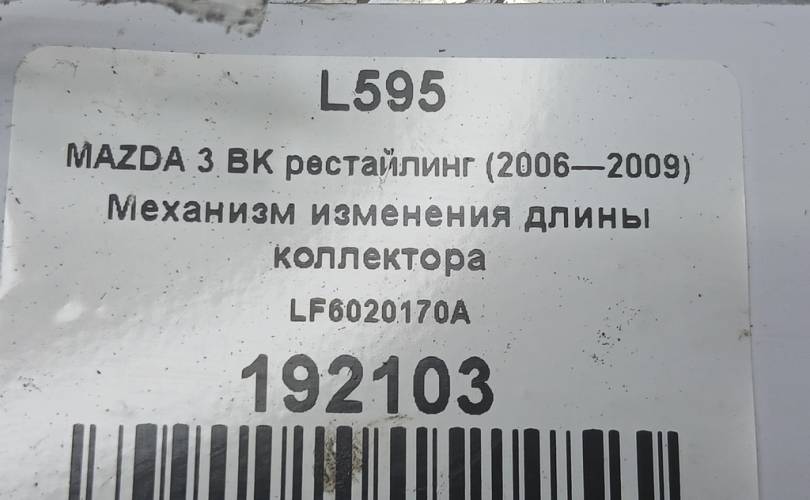 L595
MAZDA 3 BK рестайлинг (2006—2009)
Механизм изменения длины
коллектора
LF6020170A
192103